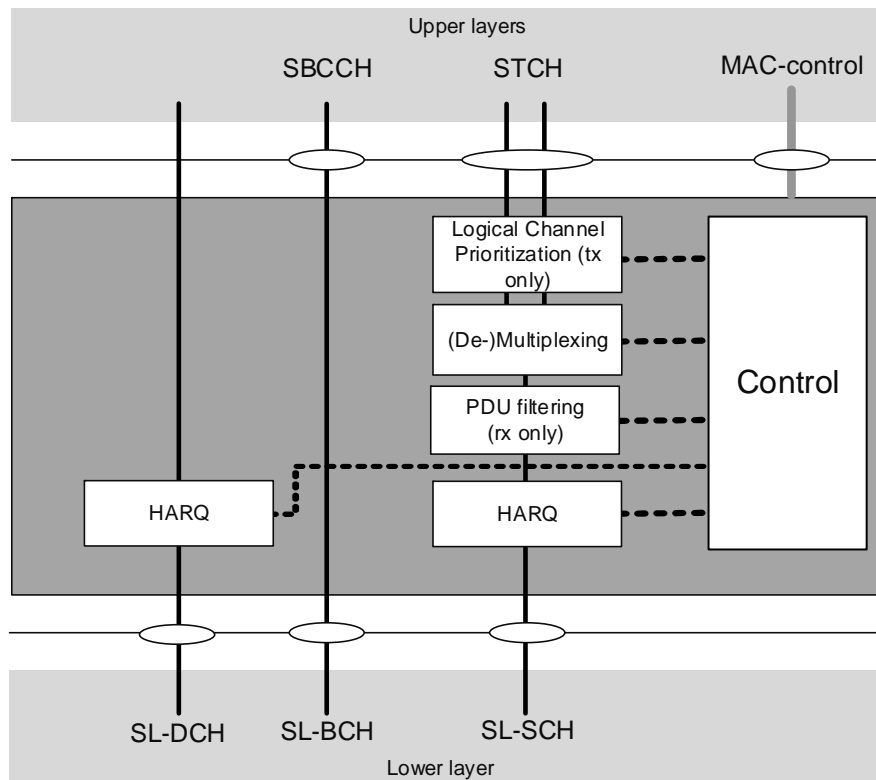 Upper layers
SBCCH
STCH
MAC-control
Logical Channel
Prioritization (tx
only)
(De-)Multiplexing
Control
PDU filtering
(rx only)
HARQ
HARQ
SL-DCH
SL-BCH
SL-SCH
Lower layer